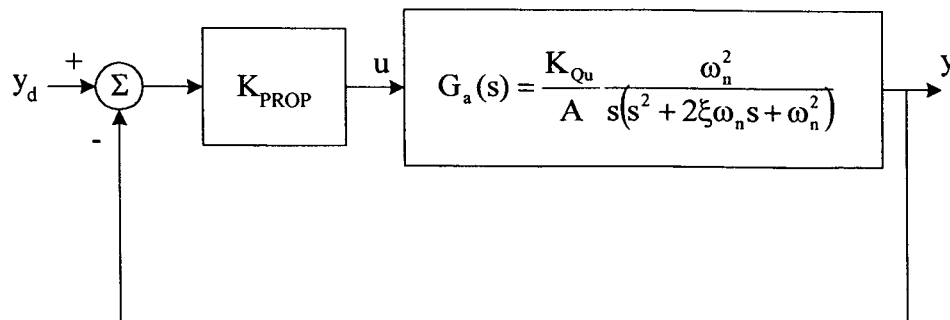 y_d
+
-
Σ
K_PROP
u
G_a(s) = K_Qu/A ω_n^2/s(s^2 + 2ξω_n s + ω_n^2)
y